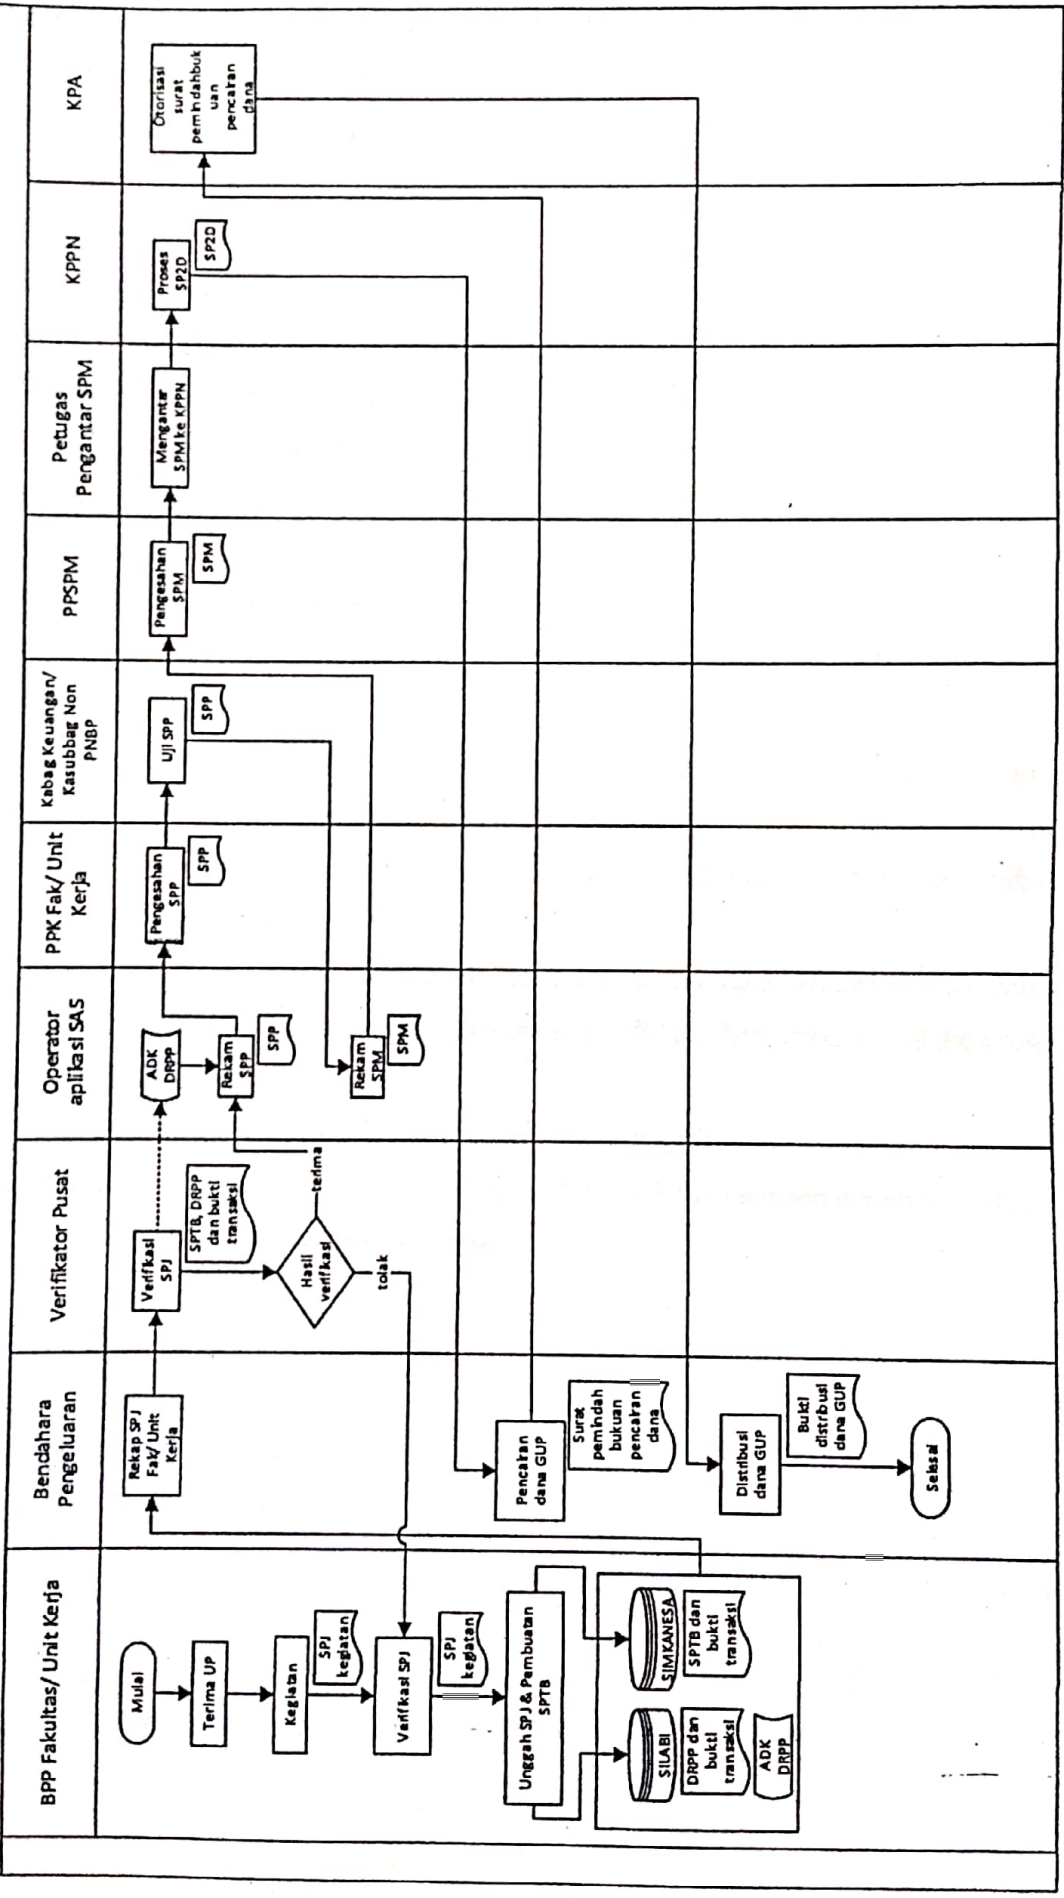 BPP Fakultas/ Unit Kerja
Bendahara
Pengeluaran
Verifikator Pusat
Operator
aplikasi SAS
PPK Fak/ Unit
Kerja
Kabag Keuangan/
Kasubbag Non
PNBP
PPSPM
Petugas
Pengantar SPM
KPPN
KPA
Mulai
Terima UP
Kegiatan
SPJ
kegiatan
Verifikasi SPJ
SPJ
kegiatan
Unggah SPJ & Pembuatan
SPTB
SILABI
DRPP dan
bukti
transaksi
ADK
DRPP
SIMKANESA
SPTB dan
bukti
transaksi
Rekap SPJ
Fak/ Unit
Kerja
Verifikasi
SPJ
SPTB, DRPP
dan bukti
transaksi
Hasil
verifikasi
terima
tolak
ADK
DRPP
Rekam
SPP
SPP
Pengesahan
SPP
SPP
Uji SPP
SPP
Rekam
SPM
SPM
Pengesahan
SPM
SPM
Mengantar
SPM ke KPPN
Proses
SP2D
SP2D
Pencairan
dana GUP
Surat
pemindah
bukuan
pencairan
dana
Otorisasi
surat
pemindahbuk
uan
pencairan
dana
Distribusi
dana GUP
Bukti
distribusi
dana GUP
Selesai